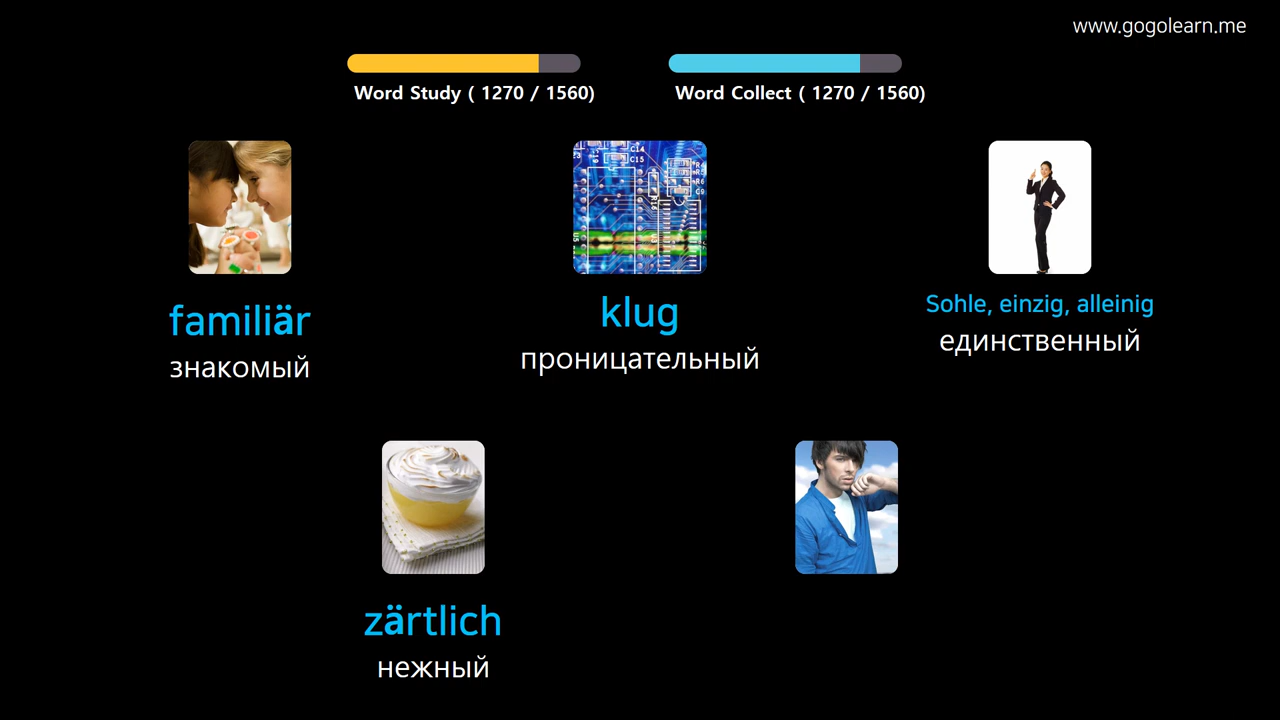 www.gogolearn.me
Word Study ( 1270 / 1560)
Word Collect ( 1270 / 1560)
familiär
знакомый
klug
проницательный
Sohle, einzig, alleinig
единственный
zärtlich
нежный